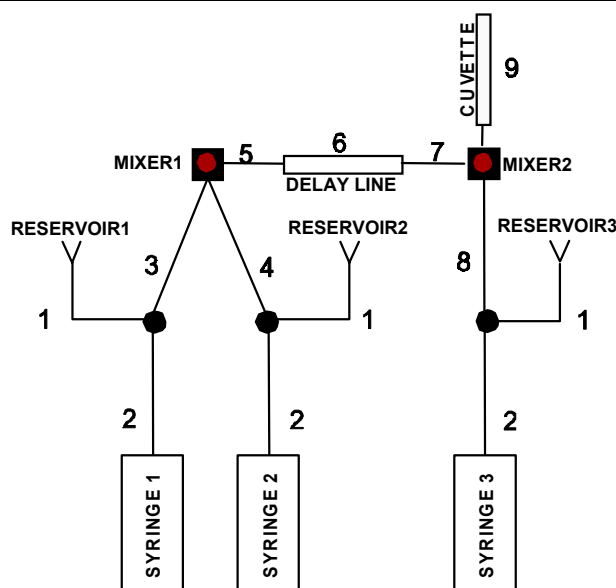 CUVETTE
9
6
5
7
MIXER1
MIXER2
DELAY LINE
RESERVOIR1
RESERVOIR2
RESERVOIR3
3
4
8
1
1
1
2
2
2
SYRINGE 1
SYRINGE 2
SYRINGE 3